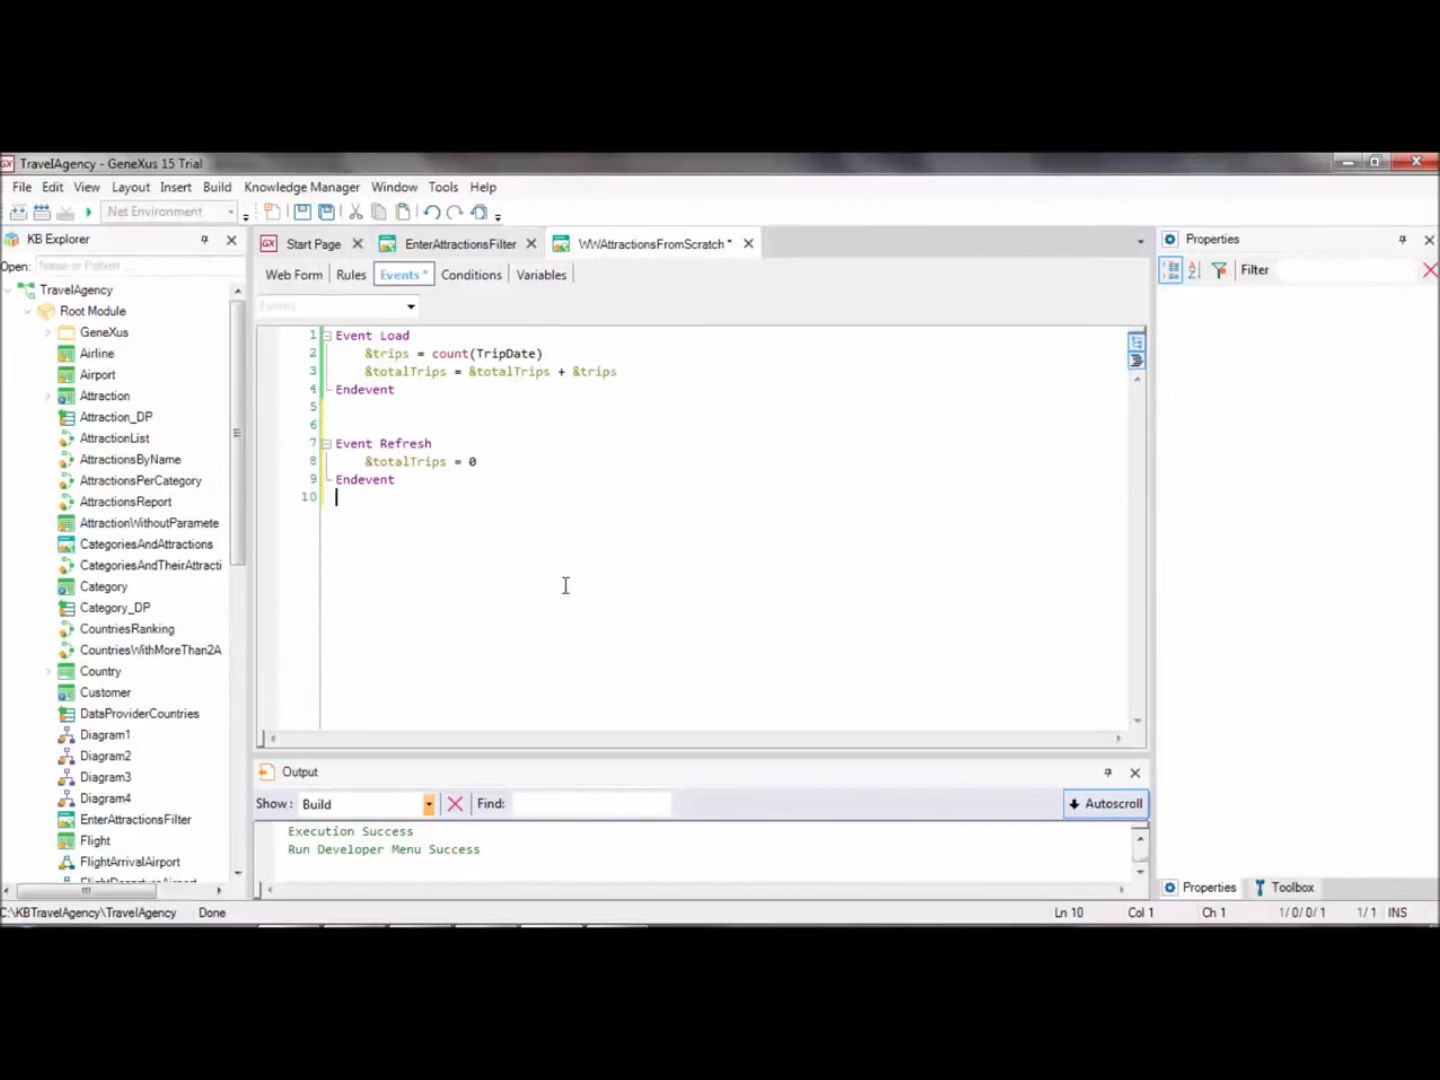 TravelAgency - GeneXus 15 Trial
File Edit View Layout Insert Build Knowledge Manager Window Tools Help
Net Environment
KB Explorer
Start Page
EnterAttractionsFilter
WWAttractionsFromScratch *
Properties
Open: Name or Pattern ...
Web Form Rules Events * Conditions Variables
Filter
Events
TravelAgency
Root Module
GeneXus
Airline
Airport
Attraction
Attraction_DP
AttractionList
AttractionsByName
AttractionsPerCategory
AttractionsReport
AttractionWithoutParamete
CategoriesAndAttractions
CategoriesAndTheirAttracti
Category
Category_DP
CountriesRanking
CountriesWithMoreThan2A
Country
Customer
DataProviderCountries
Diagram1
Diagram2
Diagram3
Diagram4
EnterAttractionsFilter
Flight
FlightArrivalAirport
FlightDepartureAirport
1 Event Load
2 &trips = count(TripDate)
3 &totalTrips = &totalTrips + &trips
4 Endevent
5
6
7 Event Refresh
8 &totalTrips = 0
9 Endevent
10
Output
Show: Build Find: Autoscroll
Execution Success
Run Developer Menu Success
Properties Toolbox
C:\KBTravelAgency\TravelAgency Done Ln 10 Col 1 Ch 1 1/0/0/1 1/1 INS